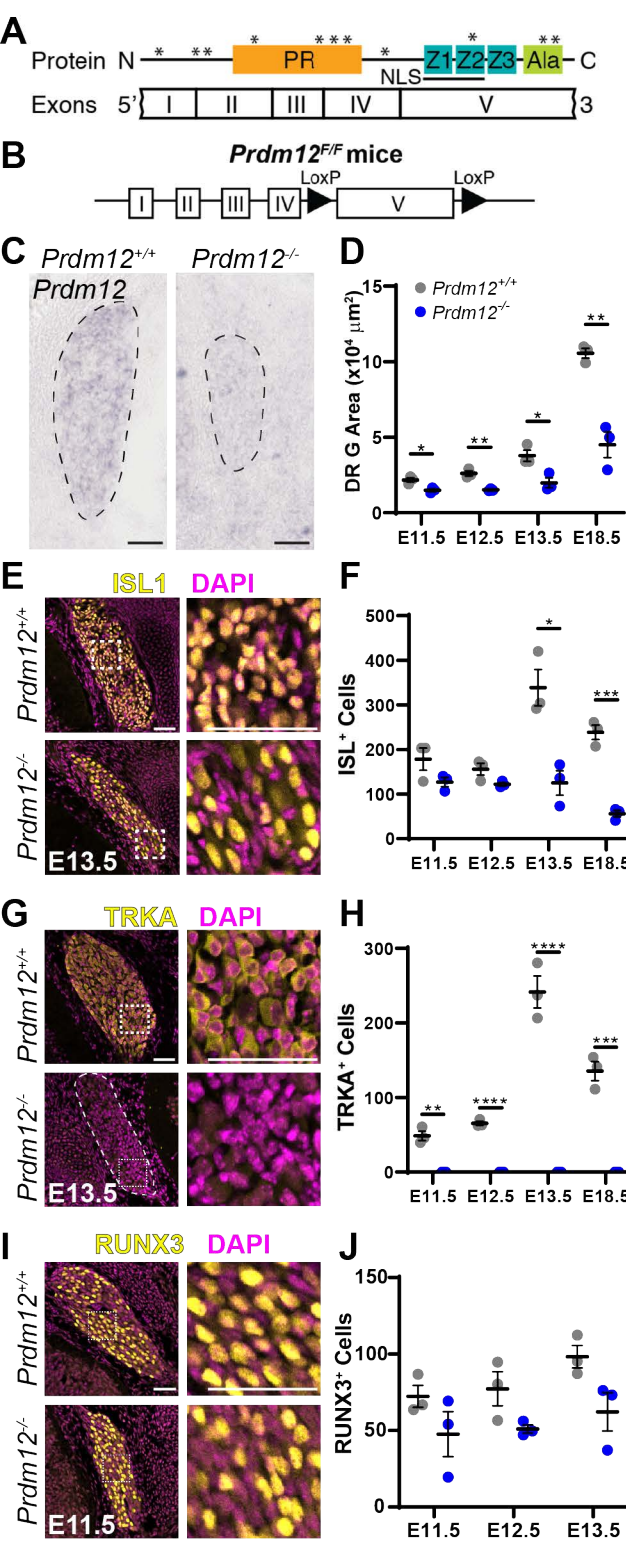 A
* ** * *** * * **
Protein N PR Z1 Z2 Z3 Ala C
NLS
Exons 5' I II III IV V 3
B
Prdm12F/F mice
LoxP LoxP
I II III IV V
C
Prdm12+/+ Prdm12-/-
Prdm12
D
Prdm12+/+
Prdm12-/-
DR G Area (x10⁴ µm²)
15
10
5
0
* ** * **
E11.5 E12.5 E13.5 E18.5
E
ISL1 DAPI
Prdm12+/+
Prdm12-/-
E13.5
F
ISL+ Cells
500
400
300
200
100
0
* ***
E11.5 E12.5 E13.5 E18.5
G
TRKA DAPI
Prdm12+/+
Prdm12-/-
E13.5
H
TRKA+ Cells
300
200
100
0
** **** **** ***
E11.5 E12.5 E13.5 E18.5
I
RUNX3 DAPI
Prdm12+/+
Prdm12-/-
E11.5
J
RUNX3+ Cells
150
100
50
0
E11.5 E12.5 E13.5